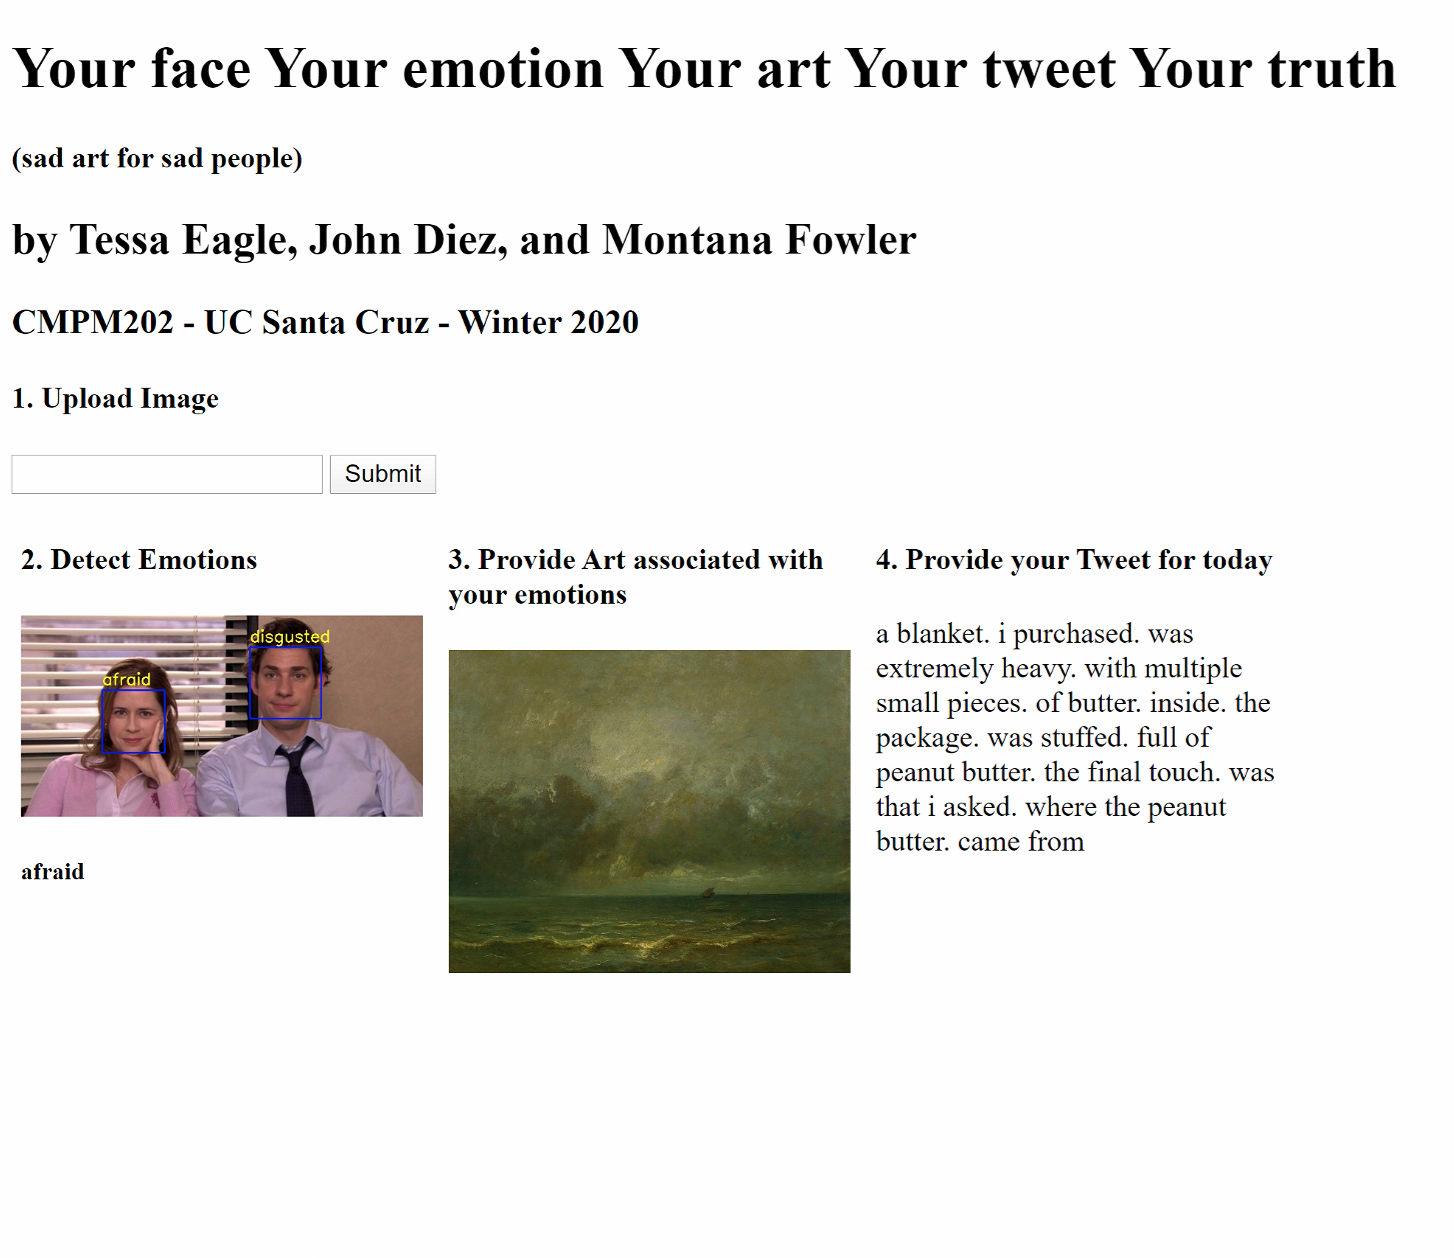 Your face Your emotion Your art Your tweet Your truth
(sad art for sad people)
by Tessa Eagle, John Diez, and Montana Fowler
CMPM202 - UC Santa Cruz - Winter 2020
1. Upload Image
Submit
2. Detect Emotions
disgusted
afraid
afraid
3. Provide Art associated with
your emotions
4. Provide your Tweet for today
a blanket. i purchased. was
extremely heavy. with multiple
small pieces. of butter. inside. the
package. was stuffed. full of
peanut butter. the final touch. was
that i asked. where the peanut
butter. came from